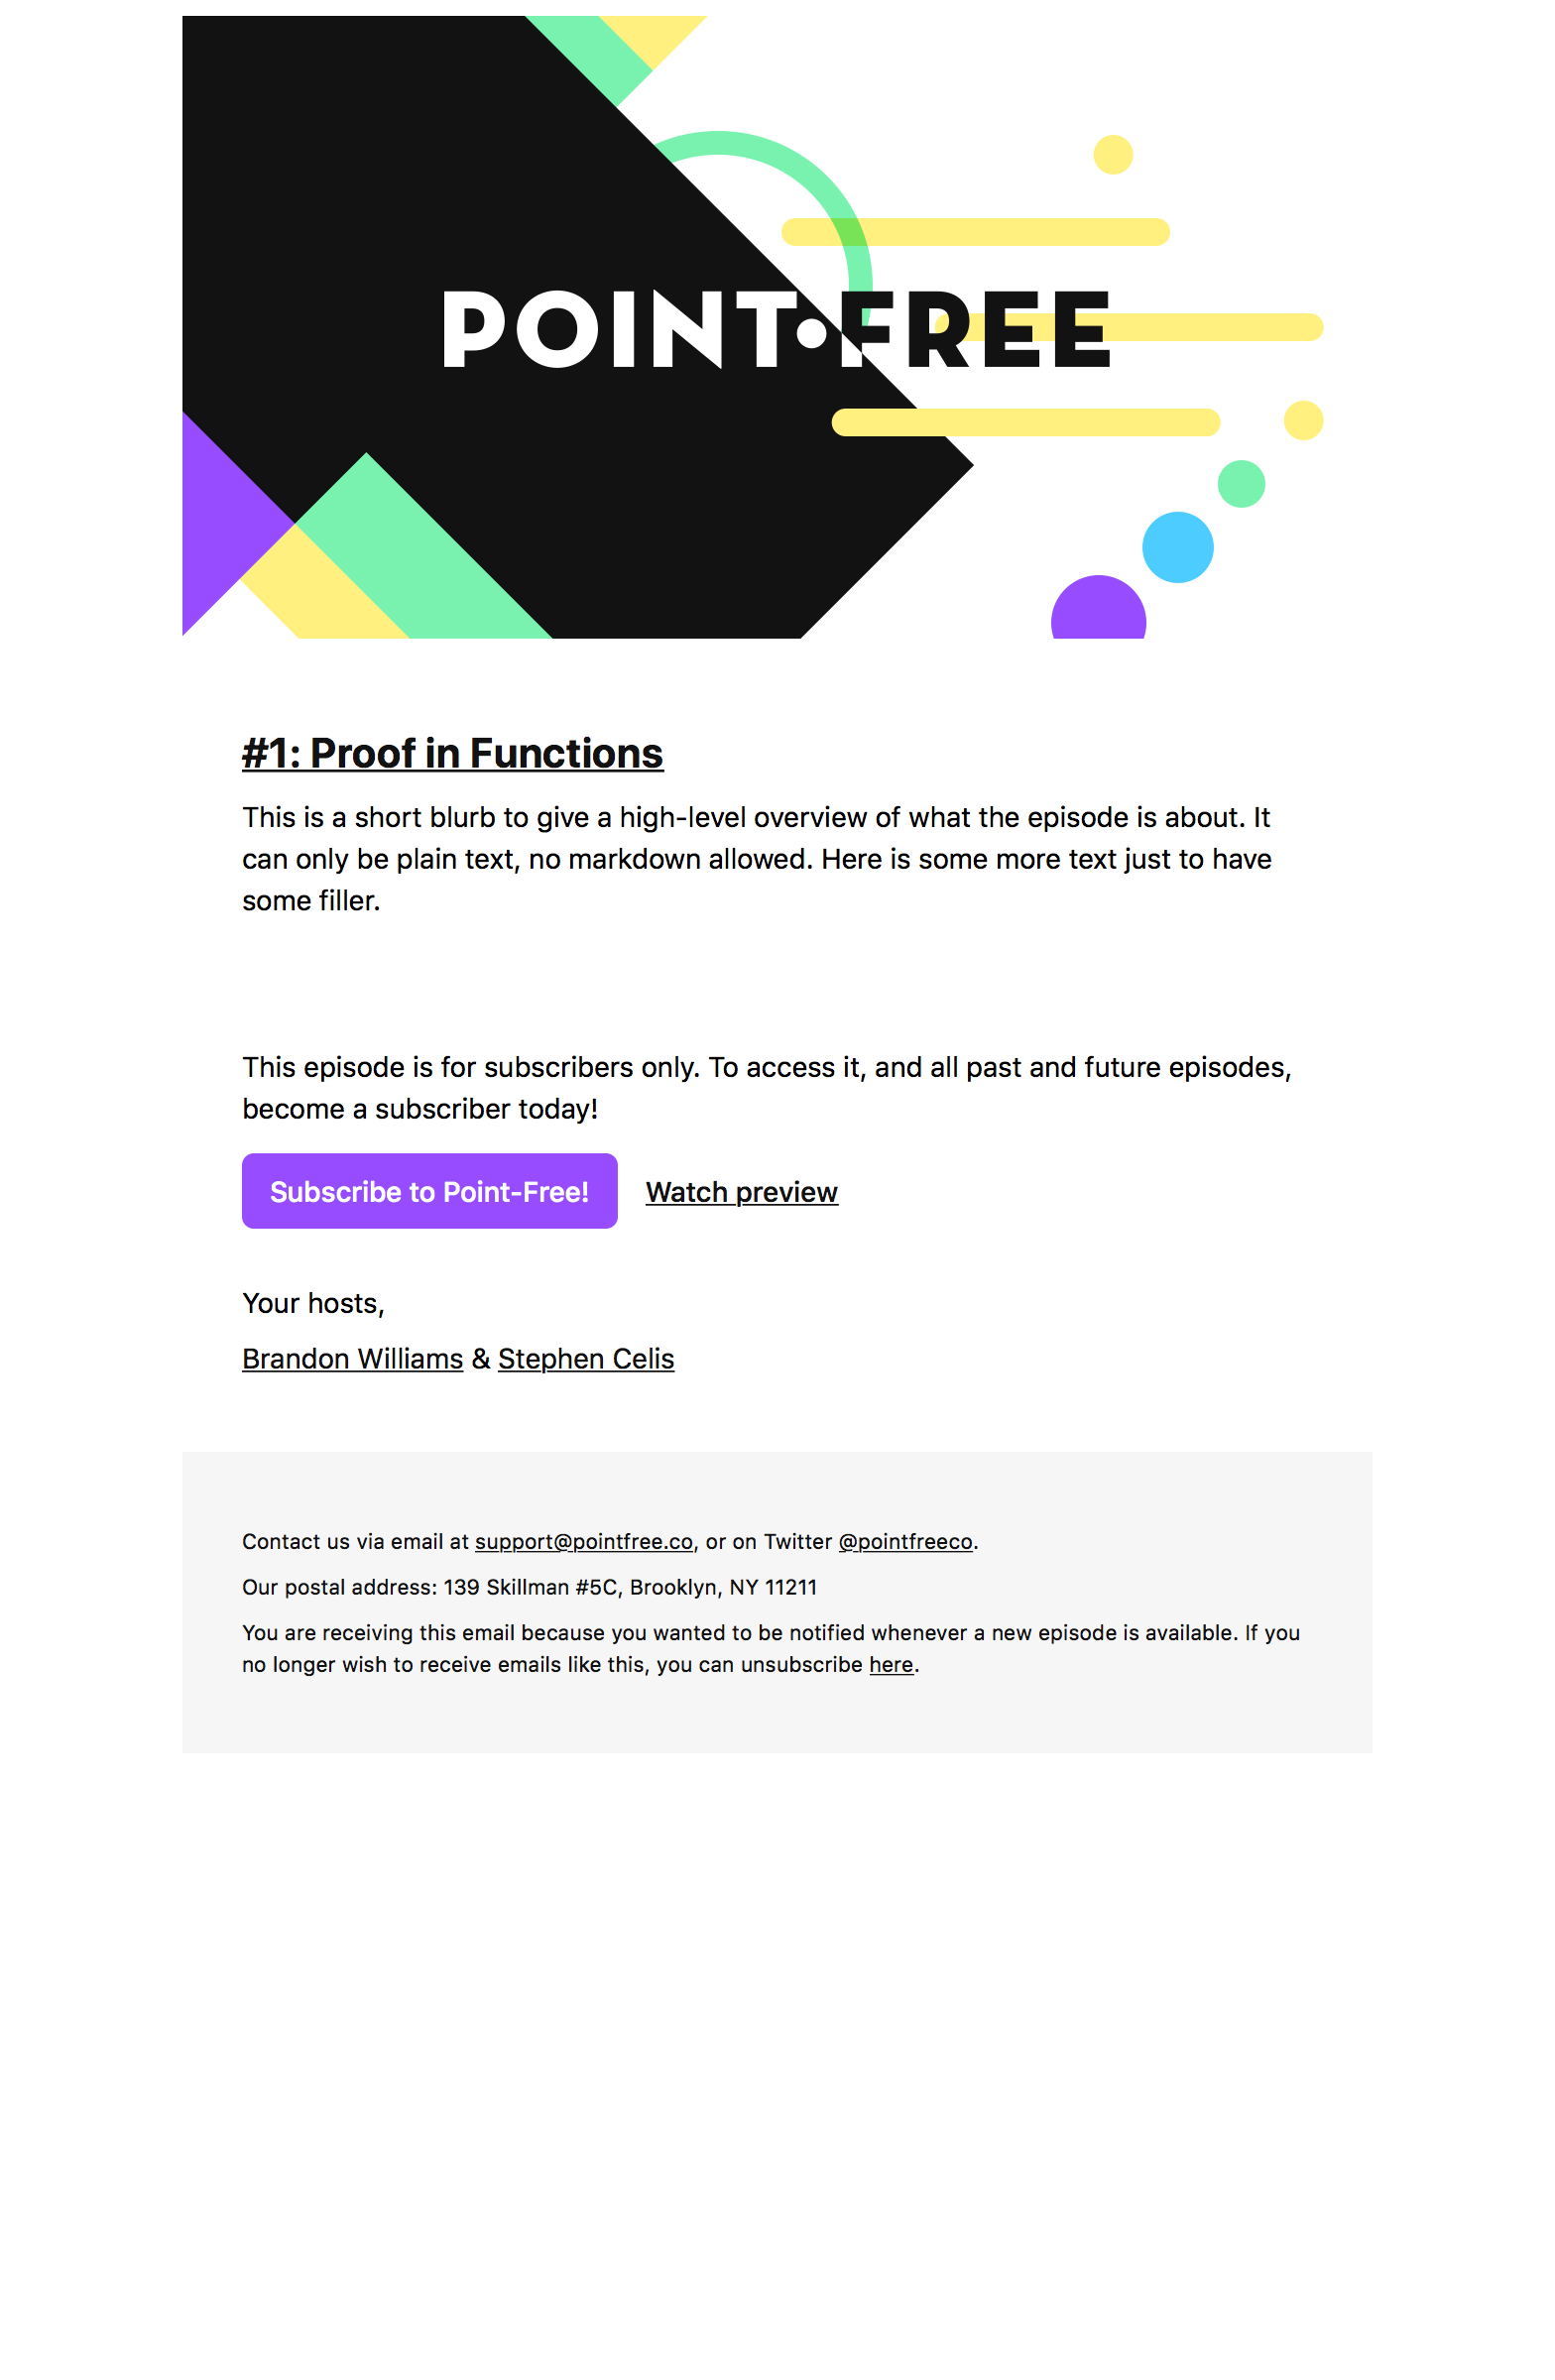 POINT•FREE
#1: Proof in Functions
This is a short blurb to give a high-level overview of what the episode is about. It
can only be plain text, no markdown allowed. Here is some more text just to have
some filler.
This episode is for subscribers only. To access it, and all past and future episodes,
become a subscriber today!
Subscribe to Point-Free! Watch preview
Your hosts,
Brandon Williams & Stephen Celis
Contact us via email at support@pointfree.co, or on Twitter @pointfreeco.
Our postal address: 139 Skillman #5C, Brooklyn, NY 11211
You are receiving this email because you wanted to be notified whenever a new episode is available. If you
no longer wish to receive emails like this, you can unsubscribe here.